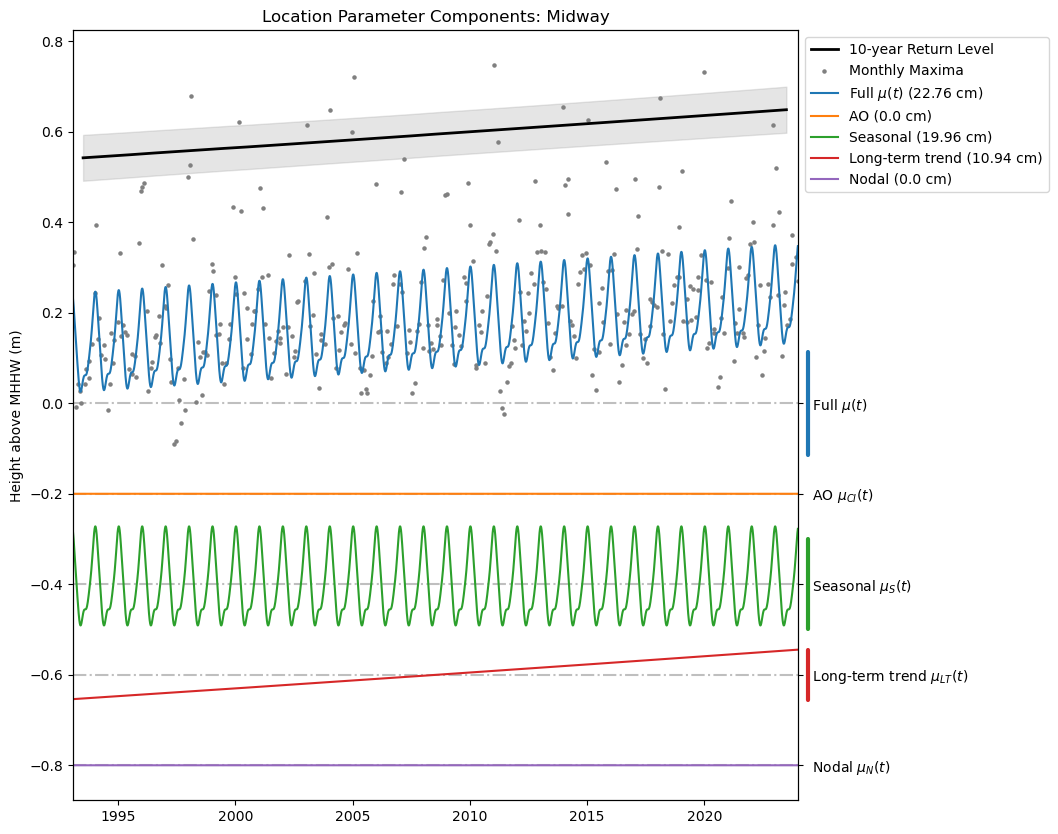 Location Parameter Components: Midway
0.8
0.6
0.4
0.2
0.0
−0.2
−0.4
−0.6
−0.8
Height above MHHW (m)
1995
2000
2005
2010
2015
2020
10-year Return Level
Monthly Maxima
Full μ(t) (22.76 cm)
AO (0.0 cm)
Seasonal (19.96 cm)
Long-term trend (10.94 cm)
Nodal (0.0 cm)
Full μ(t)
AO μ_CI(t)
Seasonal μ_S(t)
Long-term trend μ_LT(t)
Nodal μ_N(t)